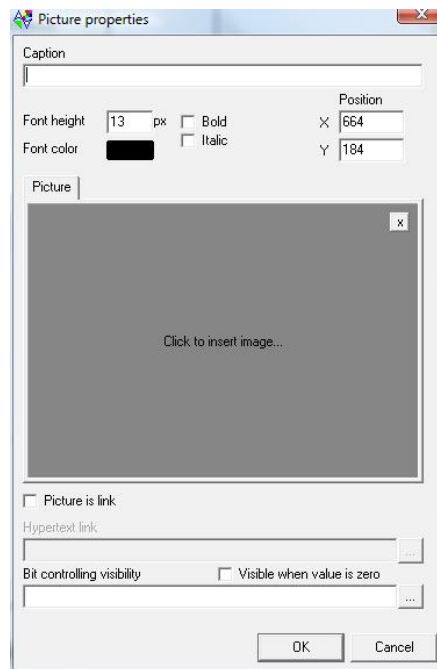 Picture properties
Caption
Position
Font height 13 px Bold X 664
Font color Italic Y 184
Picture
x
Click to insert image...
Picture is link
Hypertext link
...
Bit controlling visibility Visible when value is zero
...
OK Cancel